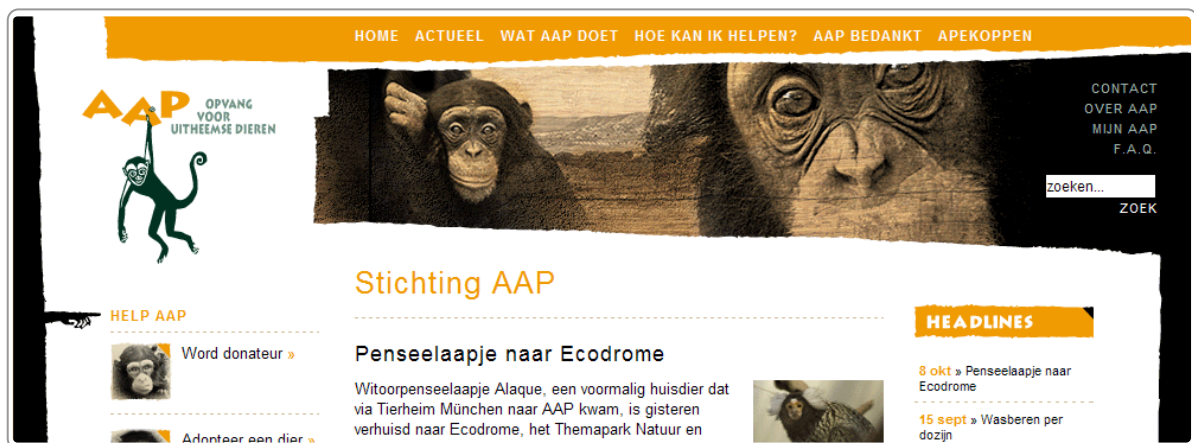 HOME ACTUEEL WAT AAP DOET HOE KAN IK HELPEN? AAP BEDANKT APEKOPPEN
AAP OPVANG
VOOR
UITHEEMSE DIEREN
CONTACT
OVER AAP
MIJN AAP
F.A.Q.
zoeken...
ZOEK
Stichting AAP
HELP AAP
Word donateur »
Adopteer een dier »
Penseelaapje naar Ecodrome
Witoorpenseelaapje Alaque, een voormalig huisdier dat
via Tierheim München naar AAP kwam, is gisteren
verhuisd naar Ecodrome, het Themapark Natuur en
HEADLINES
8 okt » Penseelaapje naar
Ecodrome
15 sept » Wasberen per
dozijn